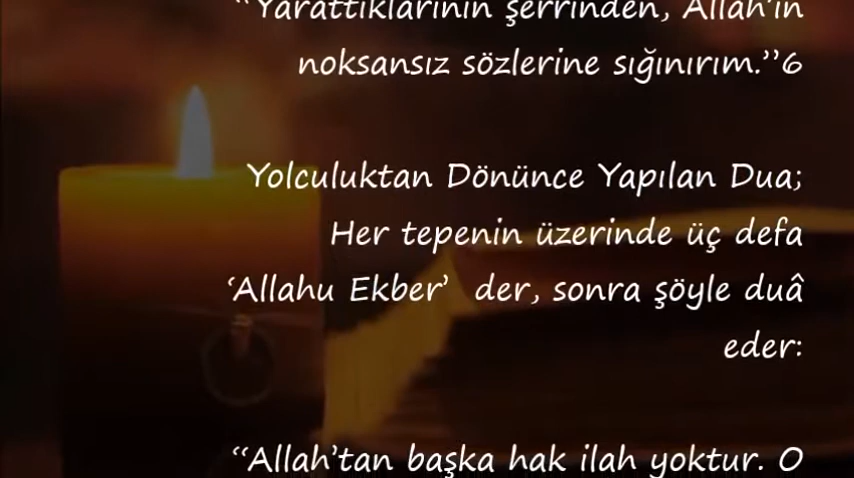 “Yarattıklarının şerrinden, Allah’ın
noksansız sözlerine sığınırım.”6
Yolculuktan Dönünce Yapılan Dua;
Her tepenin üzerinde üç defa
‘Allahu Ekber’ der, sonra şöyle duâ
eder:
“Allah’tan başka hak ilah yoktur. O